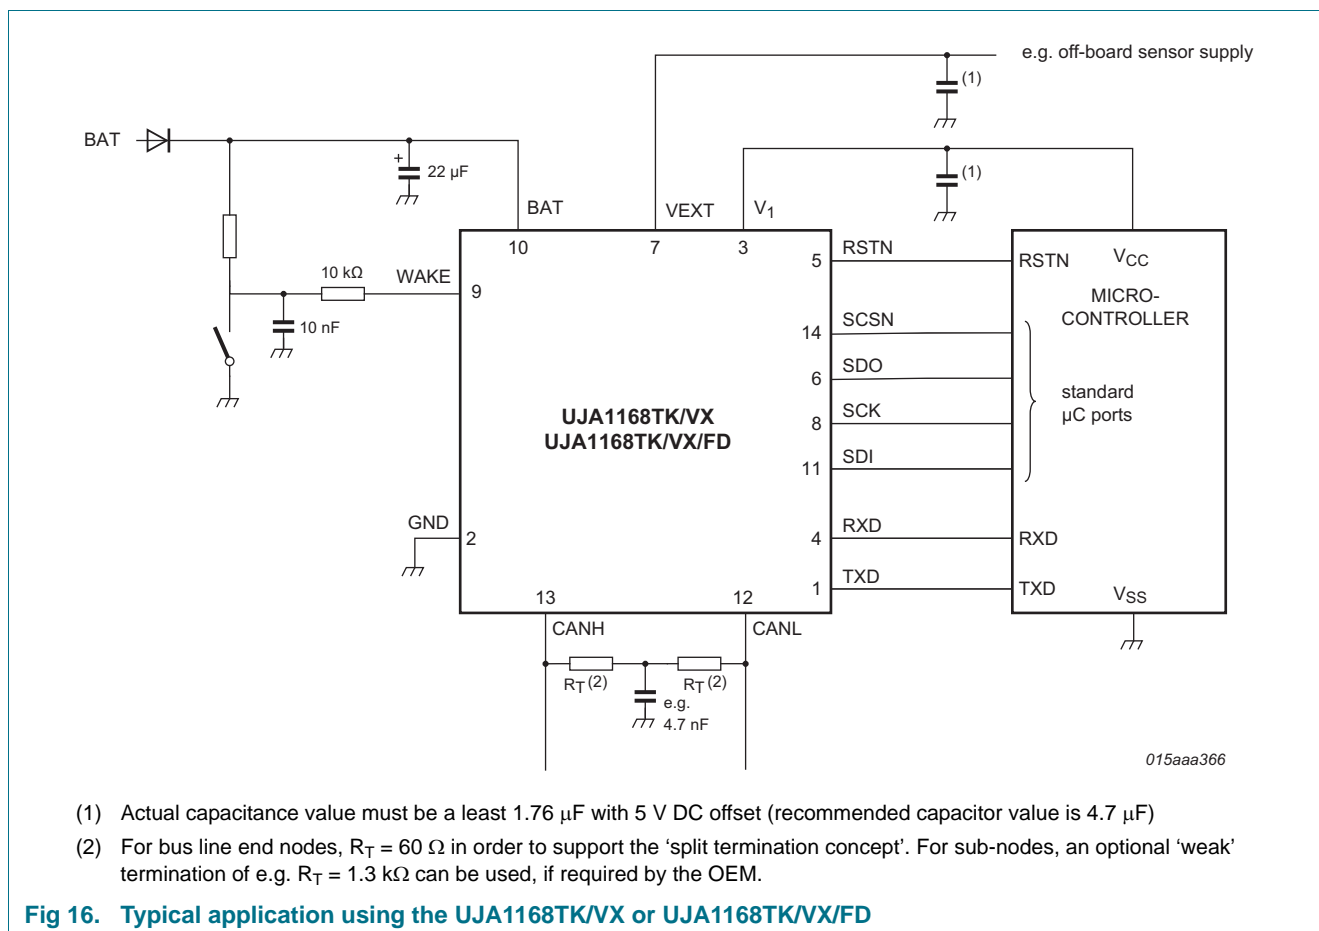 e.g. off-board sensor supply
(1)
BAT
(1)
+
22 µF
BAT
VEXT
V1
10
7
3
RSTN
5
RSTN
VCC
10 kΩ
WAKE
9
MICRO-
CONTROLLER
10 nF
SCSN
14
SDO
6
standard
µC ports
SCK
8
UJA1168TK/VX
UJA1168TK/VX/FD
SDI
11
GND
2
RXD
4
RXD
TXD
1
TXD
VSS
13
12
CANH
CANL
RT(2)
RT(2)
e.g.
4.7 nF
015aaa366
(1) Actual capacitance value must be a least 1.76 μF with 5 V DC offset (recommended capacitor value is 4.7 μF)
(2) For bus line end nodes, RT = 60 Ω in order to support the ‘split termination concept’. For sub-nodes, an optional ‘weak’
termination of e.g. RT = 1.3 kΩ can be used, if required by the OEM.
Fig 16. Typical application using the UJA1168TK/VX or UJA1168TK/VX/FD